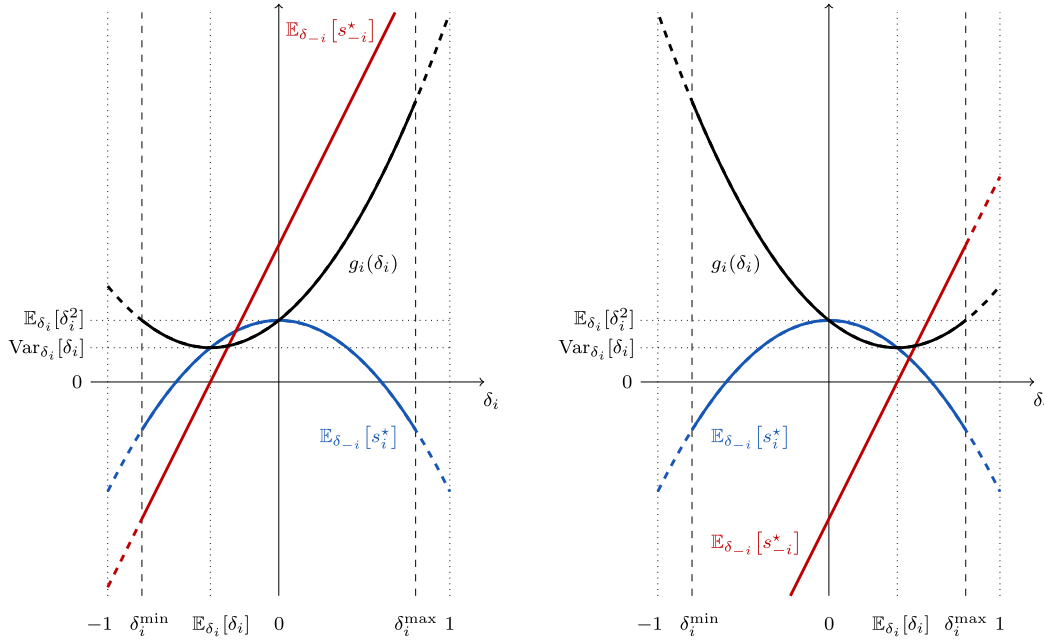 𝔼_{δ_{−i}}[s^⋆_{−i}]
g_i(δ_i)
𝔼_{δ_i}[δ_i^2]
Var_{δ_i}[δ_i]
0
δ_i
𝔼_{δ_{−i}}[s^⋆_i]
−1 δ_i^min 𝔼_{δ_i}[δ_i] 0 δ_i^max 1
g_i(δ_i)
𝔼_{δ_i}[δ_i^2]
Var_{δ_i}[δ_i]
0
δ
𝔼_{δ_{−i}}[s^⋆_i]
𝔼_{δ_{−i}}[s^⋆_{−i}]
−1 δ_i^min 0 𝔼_{δ_i}[δ_i] δ_i^max 1